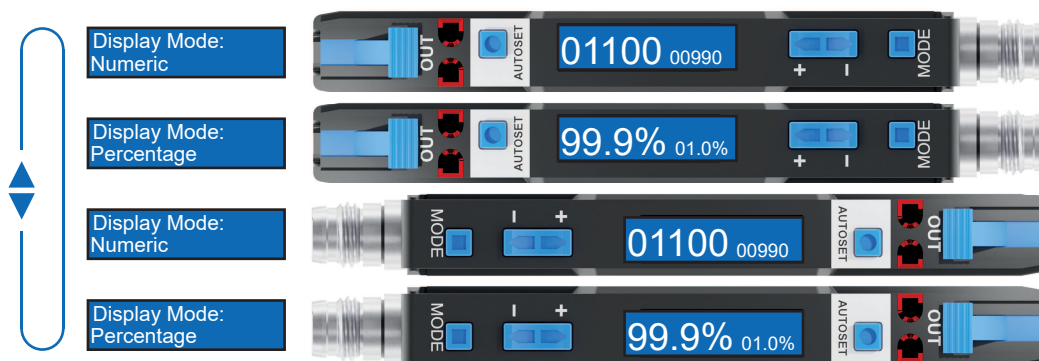 Display Mode:
Numeric
OUT
AUTOSET
01100 00990
+ −
MODE
Display Mode:
Percentage
OUT
AUTOSET
99.9% 01.0%
+ −
MODE
Display Mode:
Numeric
MODE
− +
01100 00990
AUTOSET
OUT
Display Mode:
Percentage
MODE
− +
99.9% 01.0%
AUTOSET
OUT